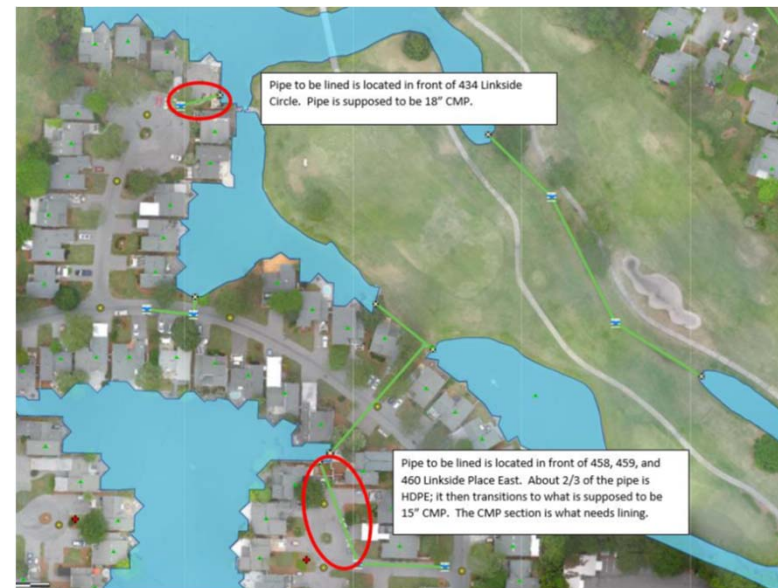 Pipe to be lined is located in front of 434 Linkside
Circle. Pipe is supposed to be 18" CMP.
Pipe to be lined is located in front of 458, 459, and
460 Linkside Place East. About 2/3 of the pipe is
HDPE; it then transitions to what is supposed to be
15" CMP. The CMP section is what needs lining.